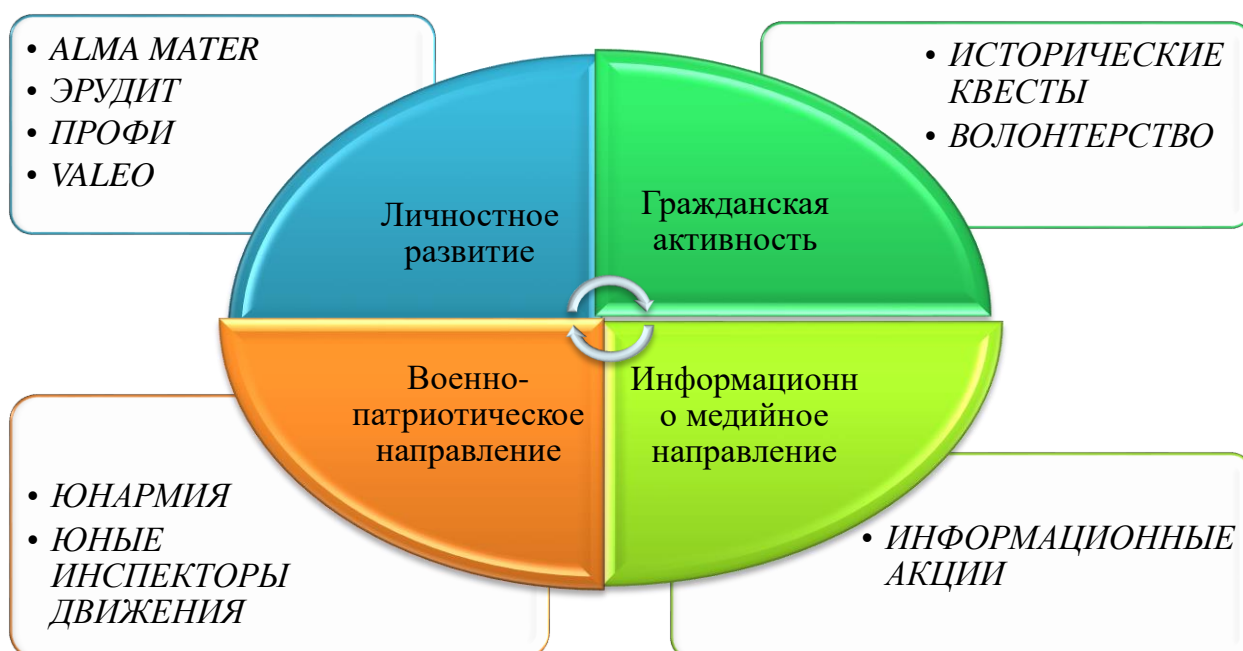 • ALMA MATER
• ЭРУДИТ
• ПРОФИ
• VALEO
• ИСТОРИЧЕСКИЕ
КВЕСТЫ
• ВОЛОНТЕРСТВО
Личностное
развитие
Гражданская
активность
Военно-
патриотическое
направление
Информационн
о медийное
направление
• ЮНАРМИЯ
• ЮНЫЕ
ИНСПЕКТОРЫ
ДВИЖЕНИЯ
• ИНФОРМАЦИОННЫЕ
АКЦИИ